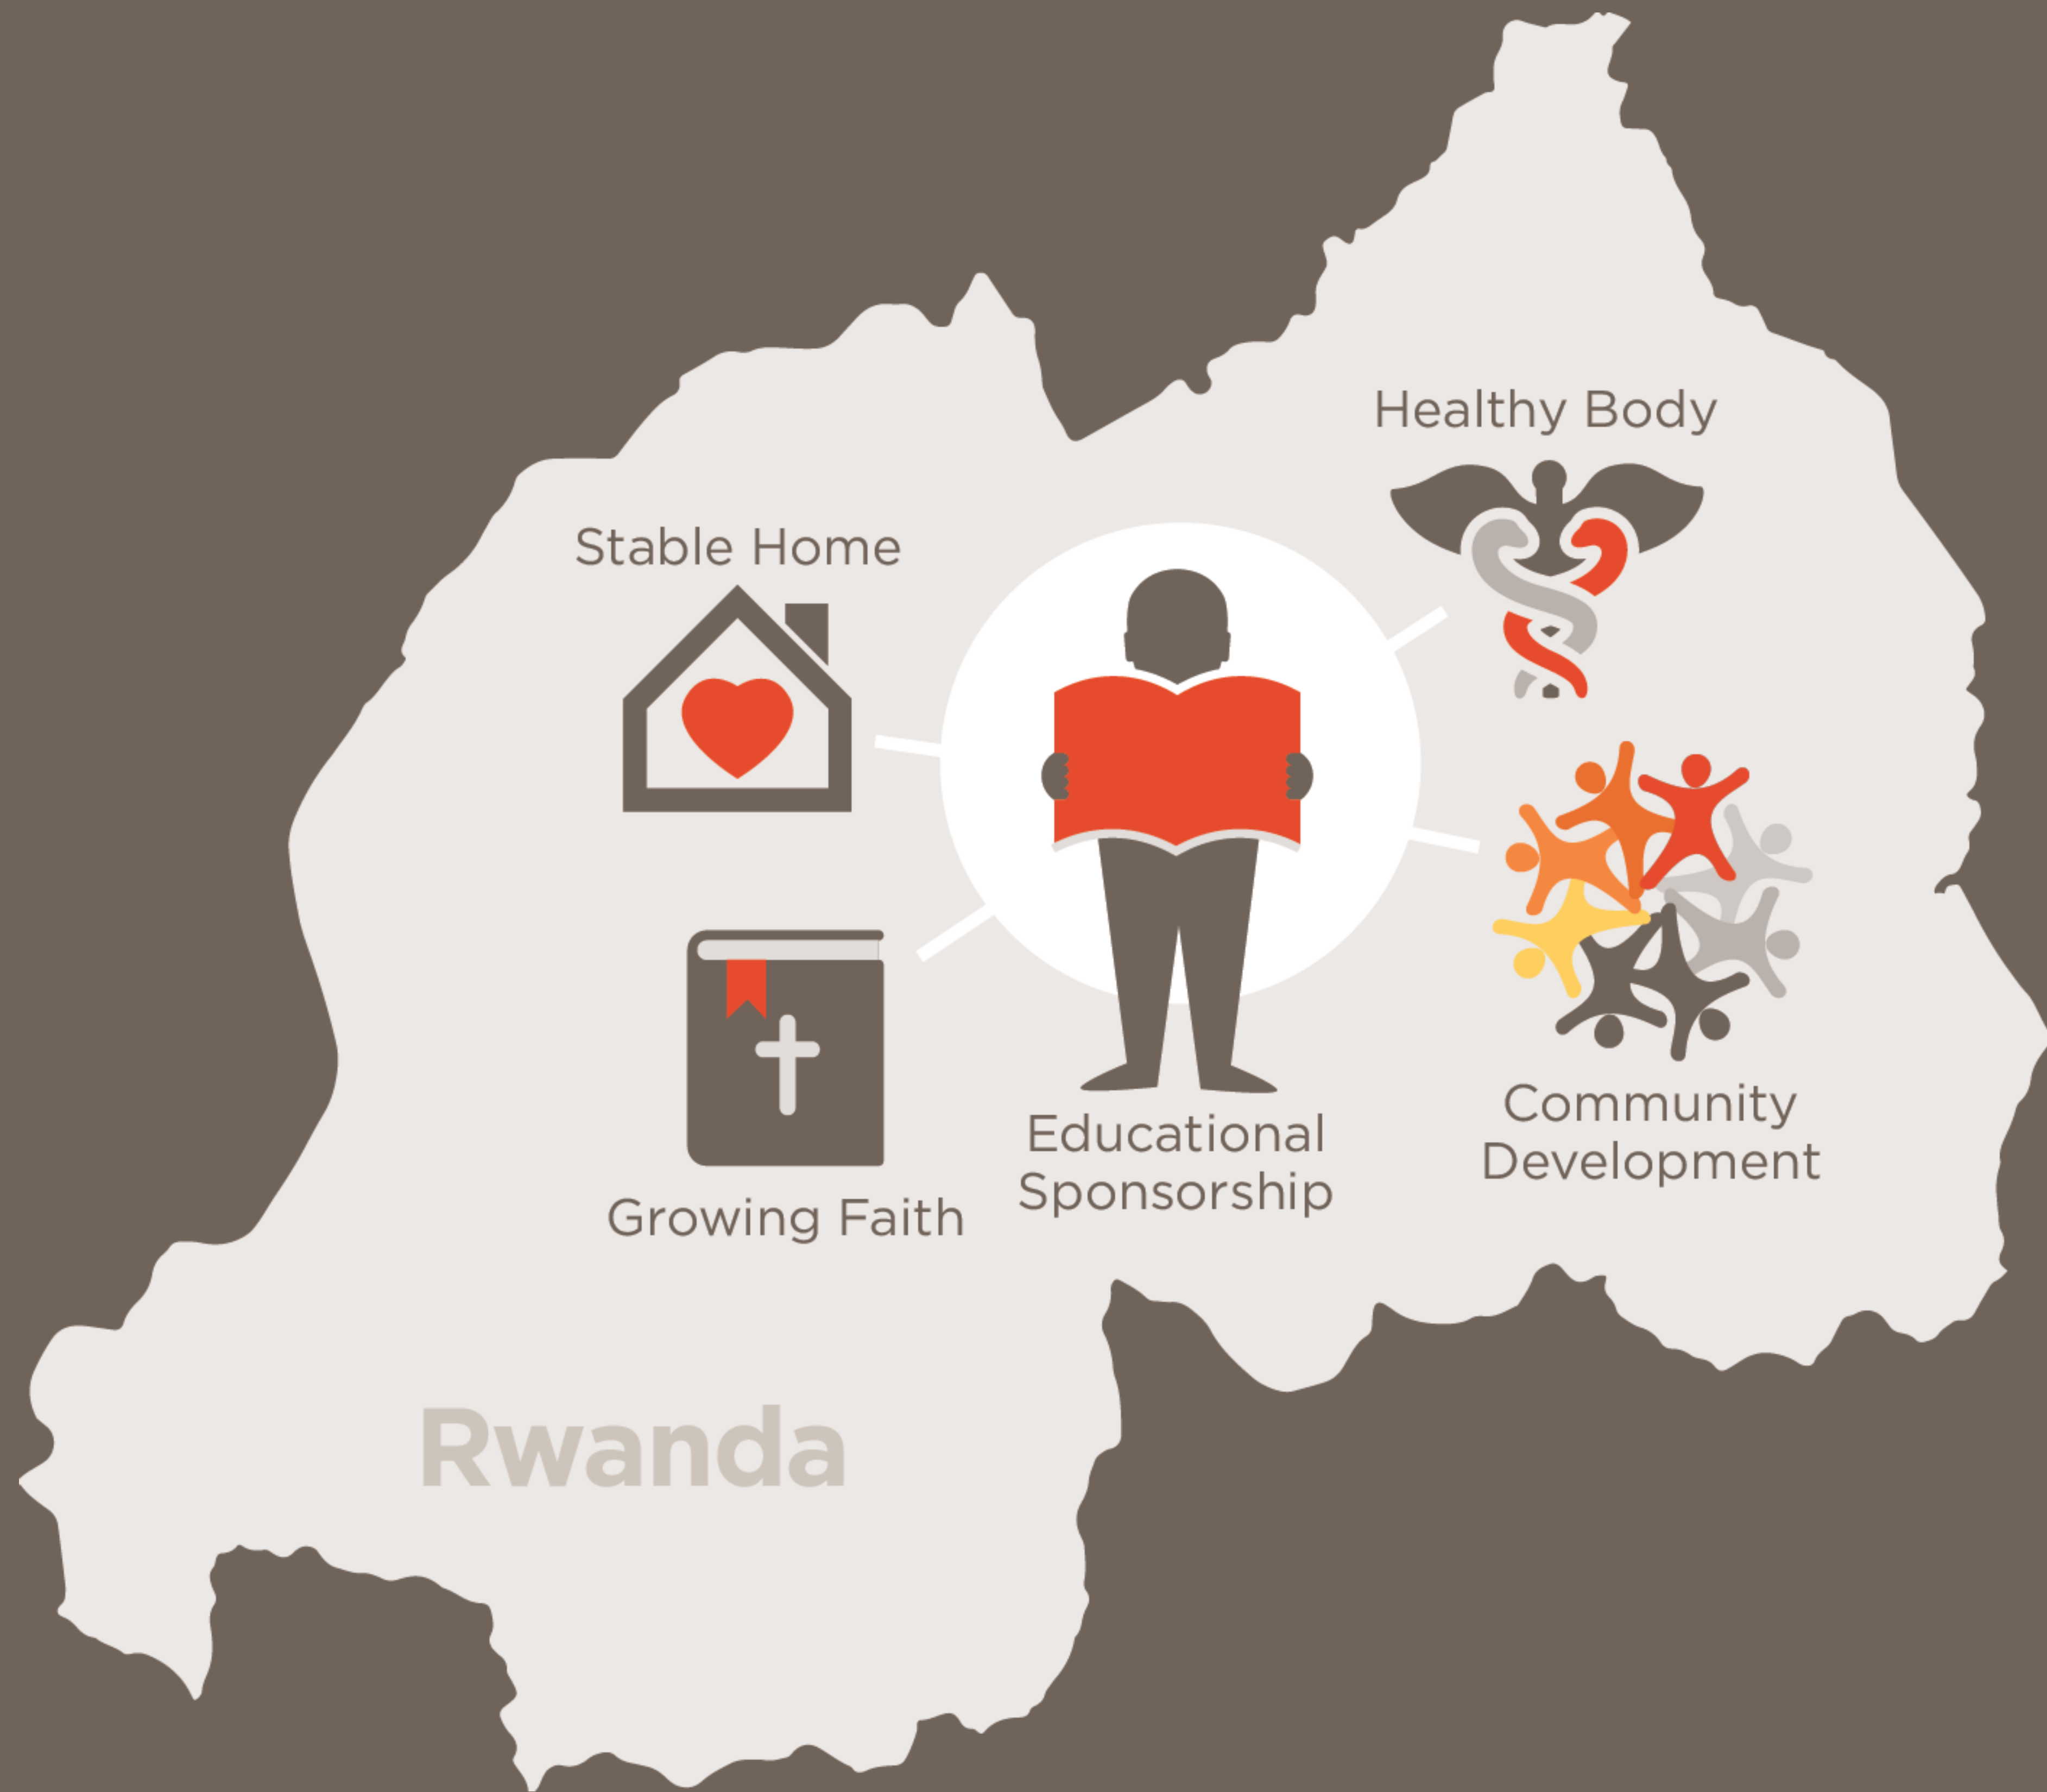 Healthy Body
Stable Home
Educational
Sponsorship
Community
Development
Growing Faith
Rwanda